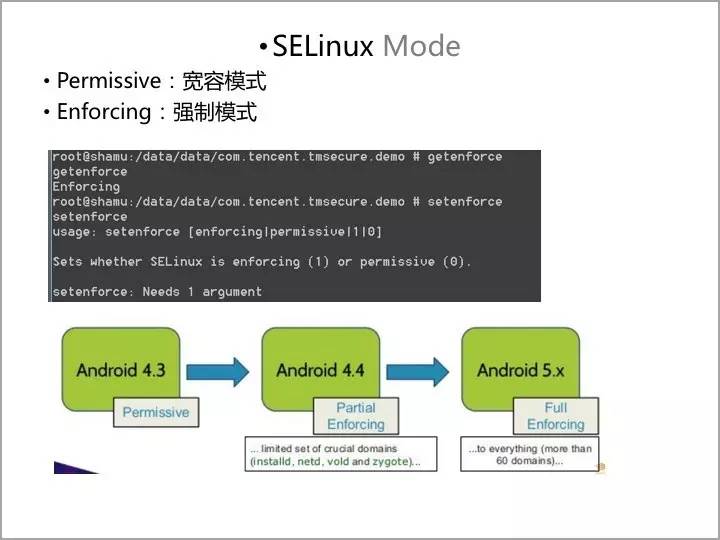 •SELinux Mode
• Permissive：宽容模式
• Enforcing：强制模式
root@shamu:/data/data/com.tencent.tmsecure.demo # getenforce
getenforce
Enforcing
root@shamu:/data/data/com.tencent.tmsecure.demo # setenforce
setenforce
usage: setenforce [enforcing|permissive|1|0]
Sets whether SELinux is enforcing (1) or permissive (0).
setenforce: Needs 1 argument
Android 4.3
Permissive
Android 4.4
Partial
Enforcing
... limited set of crucial domains
(installd, netd, vold and zygote)...
Android 5.x
Full
Enforcing
...to everything (more than
60 domains)...